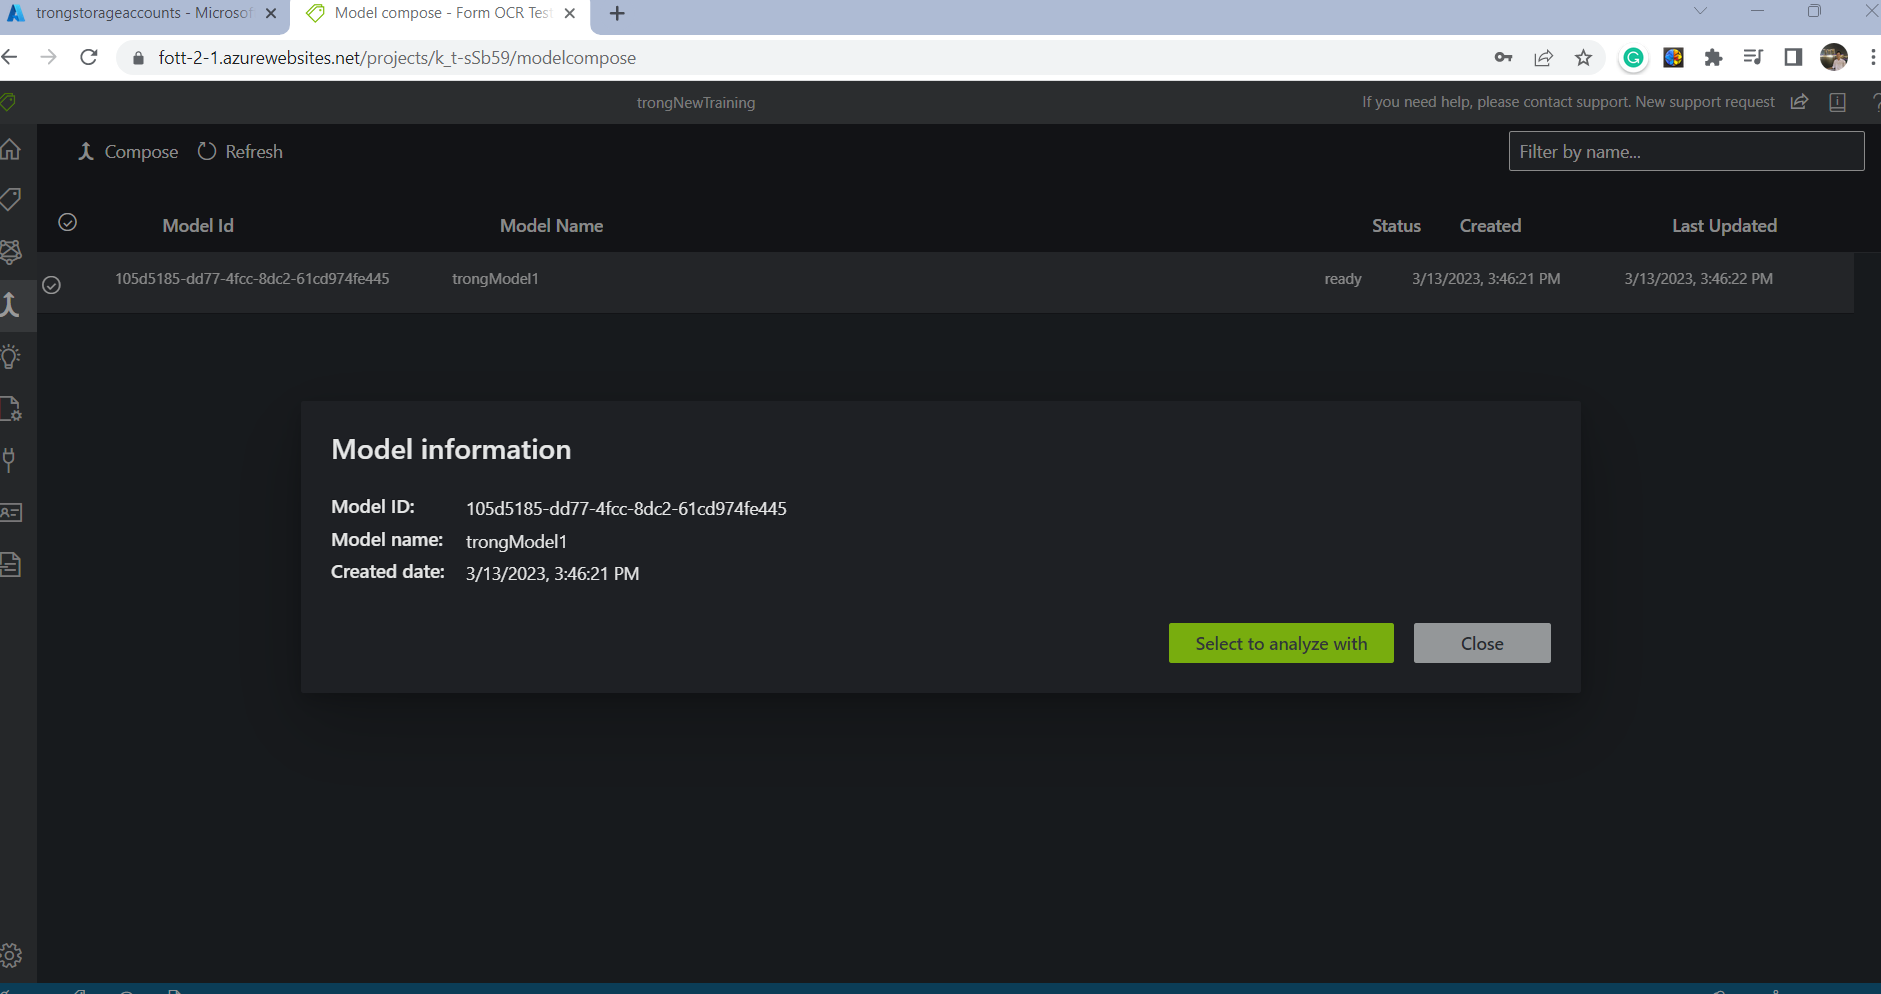 trongstorageaccounts - Microsof
Model compose - Form OCR Test
fott-2-1.azurewebsites.net/projects/k_t-sSb59/modelcompose
trongNewTraining
If you need help, please contact support. New support request
Compose
Refresh
Filter by name...
Model Id
Model Name
Status
Created
Last Updated
105d5185-dd77-4fcc-8dc2-61cd974fe445
trongModel1
ready
3/13/2023, 3:46:21 PM
3/13/2023, 3:46:22 PM
Model information
Model ID: 105d5185-dd77-4fcc-8dc2-61cd974fe445
Model name: trongModel1
Created date: 3/13/2023, 3:46:21 PM
Select to analyze with
Close